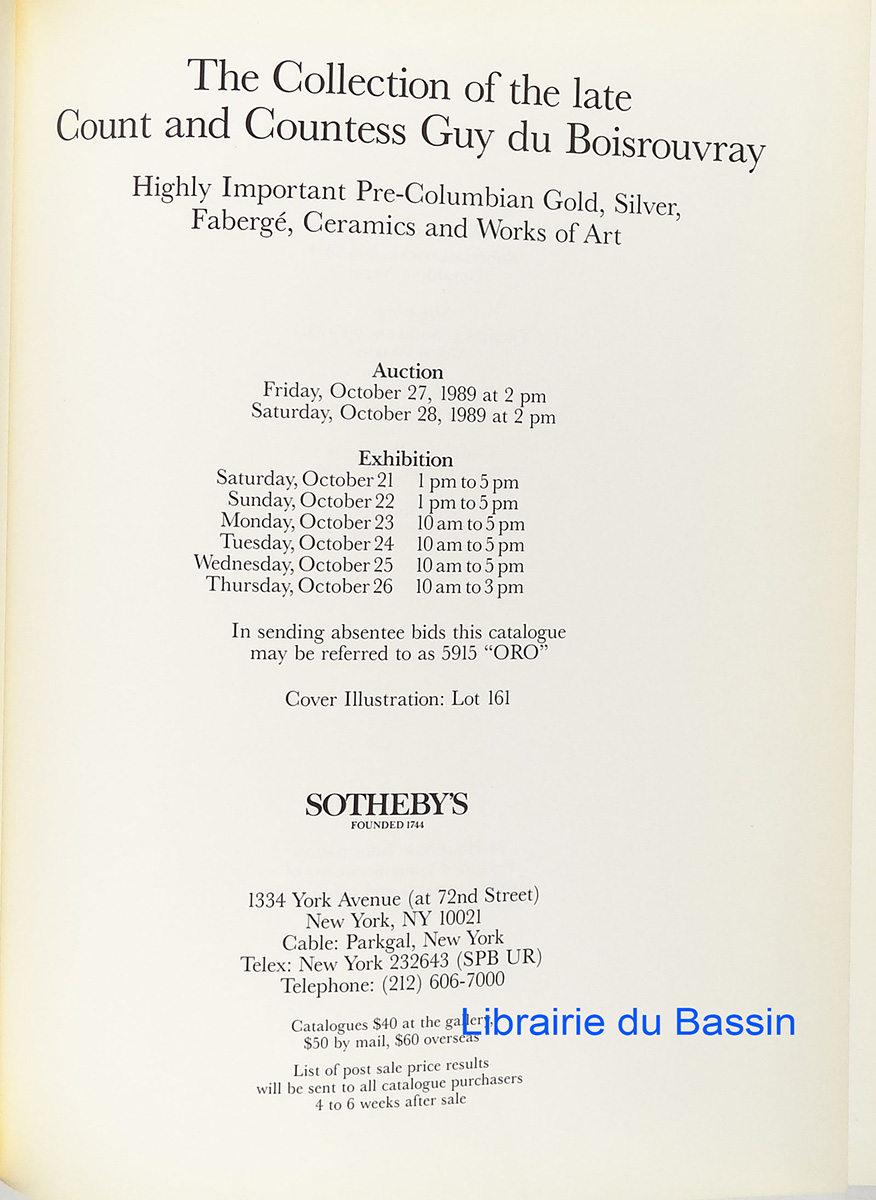 The Collection of the late
Count and Countess Guy du Boisrouvray
Highly Important Pre-Columbian Gold, Silver,
Fabergé, Ceramics and Works of Art
Auction
Friday, October 27, 1989 at 2 pm
Saturday, October 28, 1989 at 2 pm
Exhibition
Saturday, October 21 1 pm to 5 pm
Sunday, October 22 1 pm to 5 pm
Monday, October 23 10 am to 5 pm
Tuesday, October 24 10 am to 5 pm
Wednesday, October 25 10 am to 5 pm
Thursday, October 26 10 am to 3 pm
In sending absentee bids this catalogue
may be referred to as 5915 “ORO”
Cover Illustration: Lot 161
SOTHEBY'S
FOUNDED 1744
1334 York Avenue (at 72nd Street)
New York, NY 10021
Cable: Parkgal, New York
Telex: New York 232643 (SPB UR)
Telephone: (212) 606-7000
Catalogues $40 at the gallery,
$50 by mail, $60 overseas
Librairie du Bassin
List of post sale price results
will be sent to all catalogue purchasers
4 to 6 weeks after sale